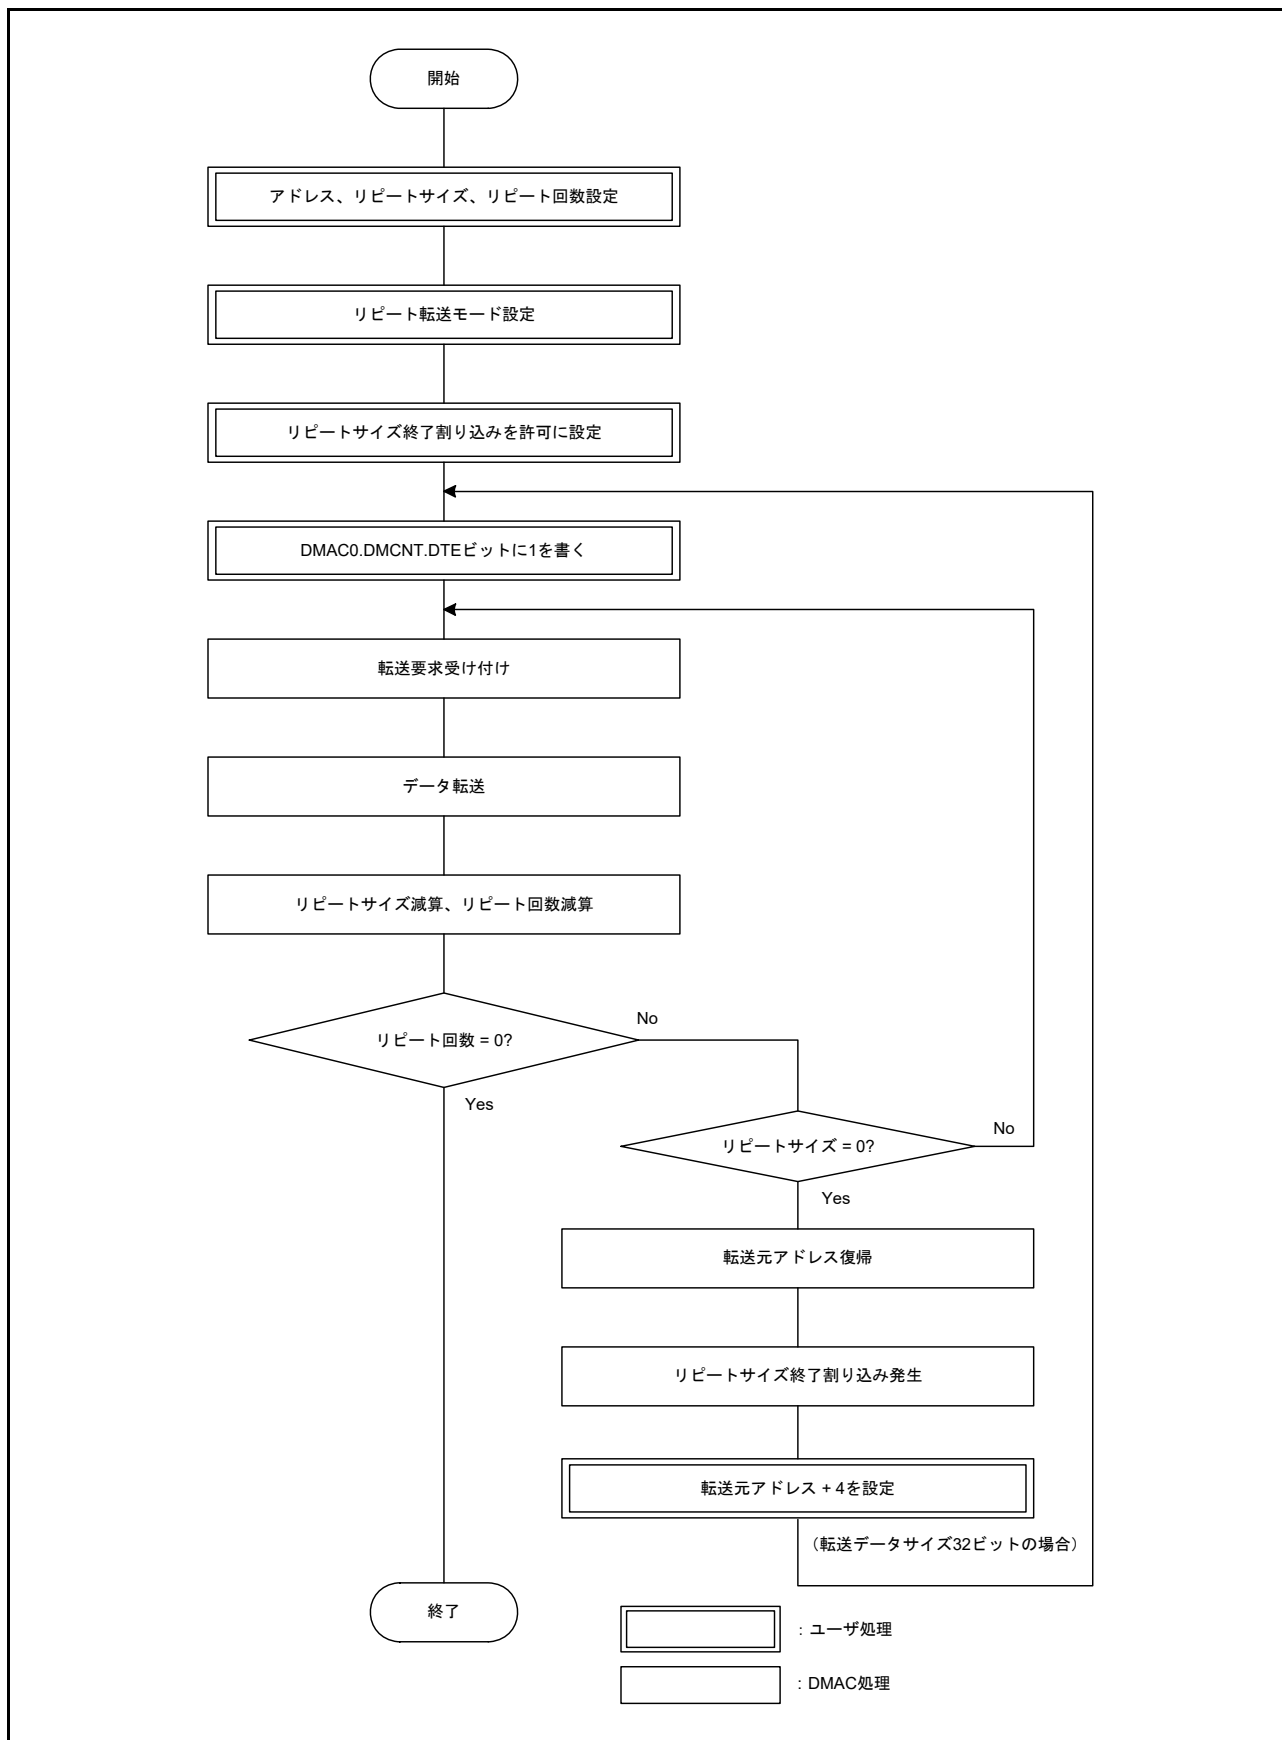 開始
アドレス、リピートサイズ、リピート回数設定
リピート転送モード設定
リピートサイズ終了割り込みを許可に設定
DMAC0.DMCNT.DTEビットに1を書く
転送要求受け付け
データ転送
リピートサイズ減算、リピート回数減算
リピート回数 = 0?
No
Yes
リピートサイズ = 0?
No
Yes
転送元アドレス復帰
リピートサイズ終了割り込み発生
転送元アドレス + 4を設定
（転送データサイズ32ビットの場合）
終了
: ユーザ処理
: DMAC処理